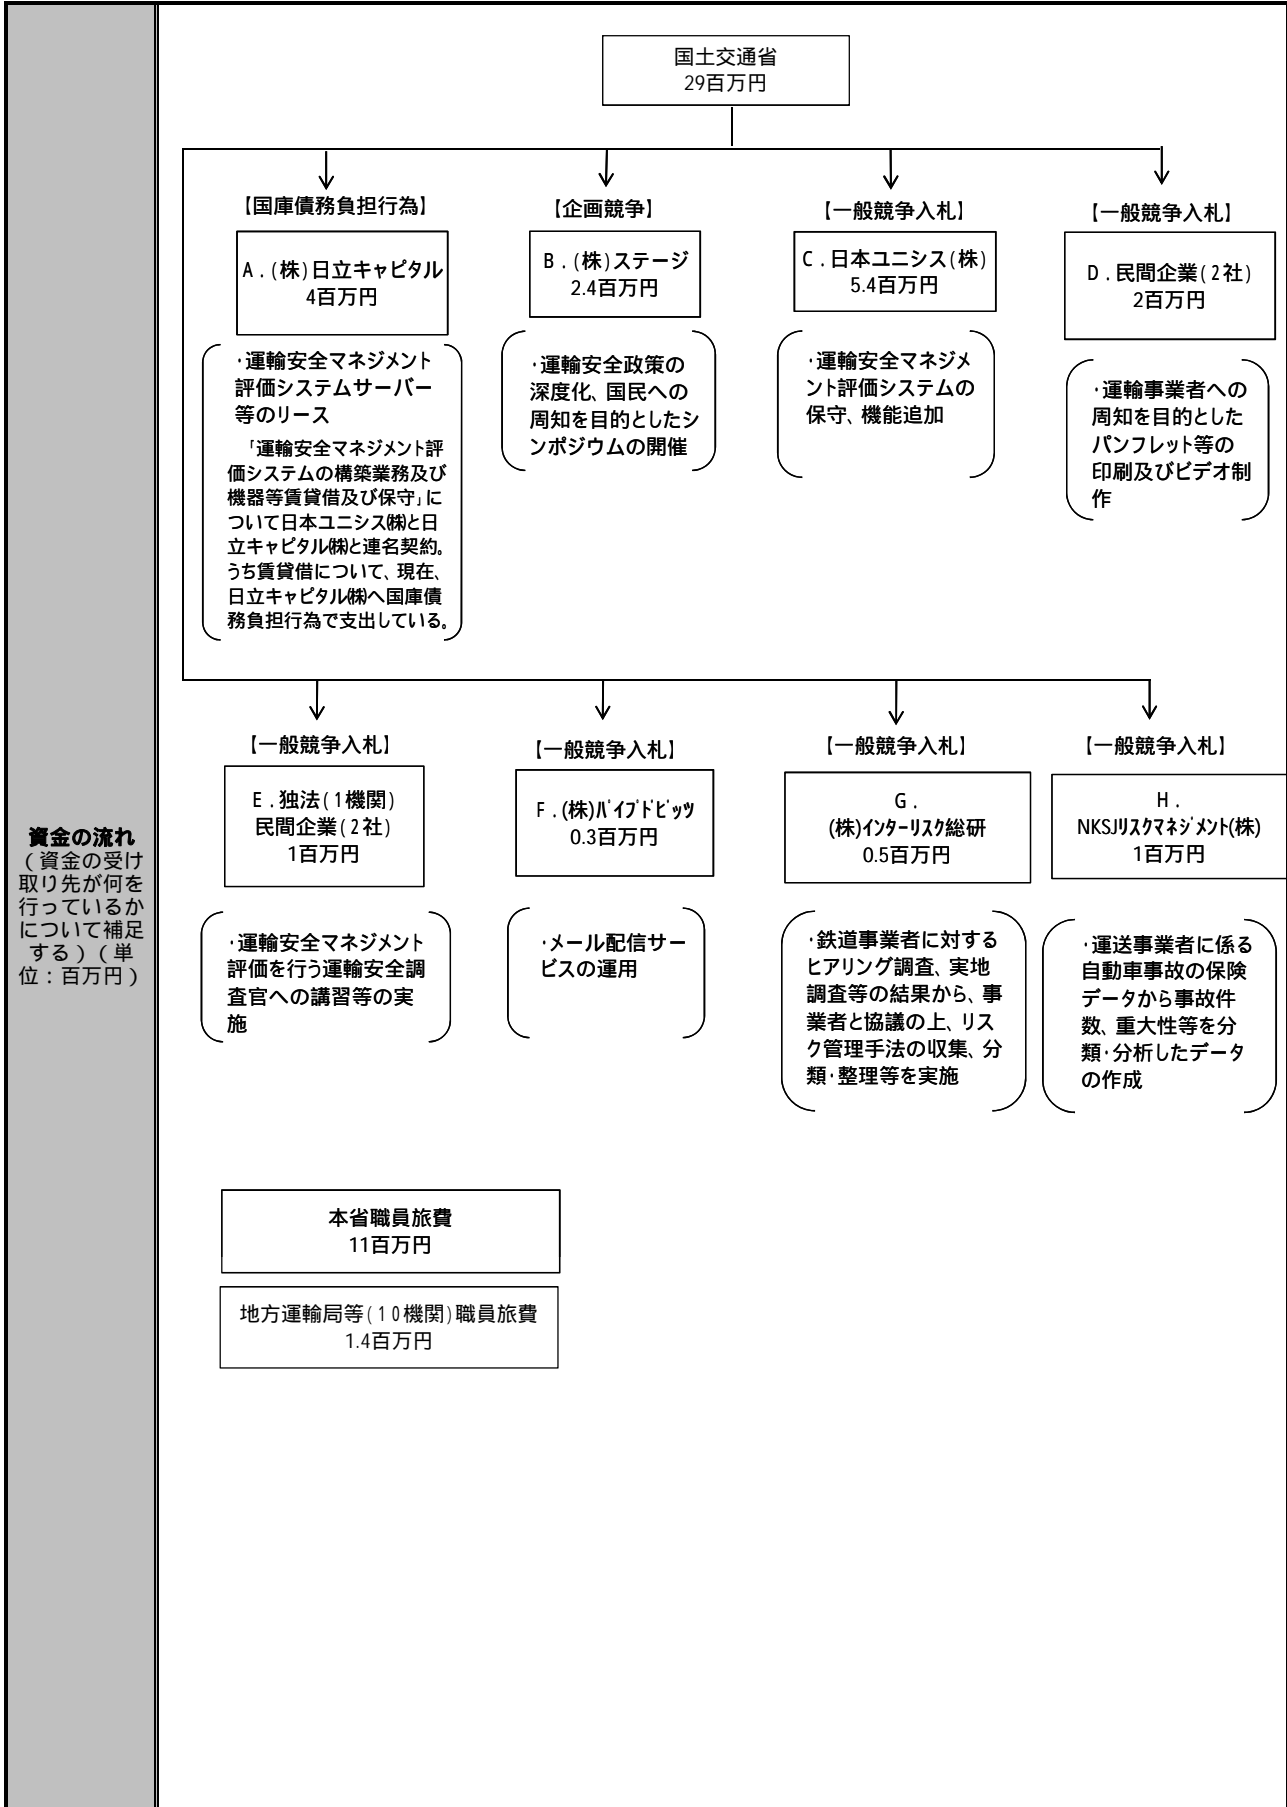 資金の流れ
（資金の受け
取り先が何を
行っているか
について補足
する）（単
位：百万円）
国土交通省
29百万円
【国庫債務負担行為】
A．(株)日立キャピタル
4百万円
・運輸安全マネジメント
評価システムサーバー
等のリース
「運輸安全マネジメント評
価システムの構築業務及び
機器等賃貸借及び保守」に
ついて日本ユニシス㈱と日
立キャピタル㈱と連名契約。
うち賃貸借について、現在、
日立キャピタル㈱へ国庫債
務負担行為で支出している。
【企画競争】
B．(株)ステージ
2.4百万円
・運輸安全政策の
深度化、国民への
周知を目的としたシ
ンポジウムの開催
【一般競争入札】
C．日本ユニシス(株)
5.4百万円
・運輸安全マネジメ
ント評価システムの
保守、機能追加
【一般競争入札】
D．民間企業(2社)
2百万円
・運輸事業者への
周知を目的とした
パンフレット等の
印刷及びビデオ制
作
【一般競争入札】
E．独法(1機関)
民間企業(2社)
1百万円
・運輸安全マネジメント
評価を行う運輸安全調
査官への講習等の実
施
【一般競争入札】
F．(株)ﾊﾟｲﾌﾟﾄﾞﾋﾞｯﾂ
0.3百万円
・メール配信サー
ビスの運用
【一般競争入札】
G．
(株)インターリスク総研
0.5百万円
・鉄道事業者に対する
ヒアリング調査、実地
調査等の結果から、事
業者と協議の上、リス
ク管理手法の収集、分
類・整理等を実施
【一般競争入札】
H．
NKSJリスクマネジメント(株)
1百万円
・運送事業者に係る
自動車事故の保険
データから事故件
数、重大性等を分
類・分析したデータ
の作成
本省職員旅費
11百万円
地方運輸局等(10機関)職員旅費
1.4百万円